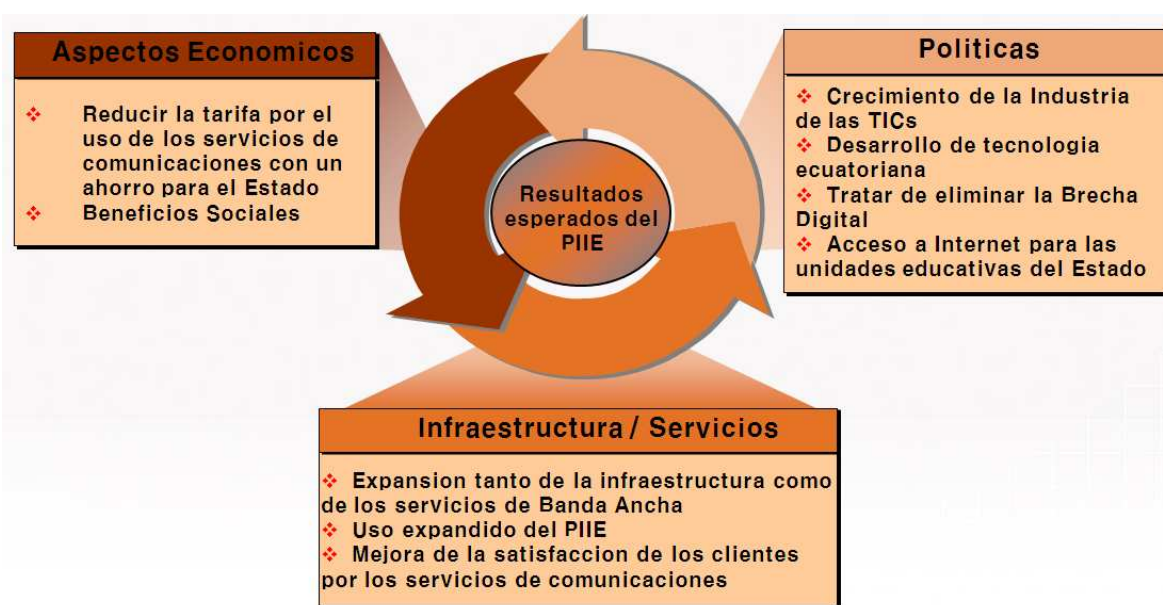 Aspectos Economicos
❖ Reducir la tarifa por el
uso de los servicios de
comunicaciones con un
ahorro para el Estado
❖ Beneficios Sociales
Resultados
esperados del
PIIE
Politicas
❖ Crecimiento de la Industria
de las TICs
❖ Desarrollo de tecnologia
ecuatoriana
❖ Tratar de eliminar la Brecha
Digital
❖ Acceso a Internet para las
unidades educativas del Estado
Infraestructura / Servicios
❖ Expansion tanto de la infraestructura como
de los servicios de Banda Ancha
❖ Uso expandido del PIIE
❖ Mejora de la satisfaccion de los clientes
por los servicios de comunicaciones